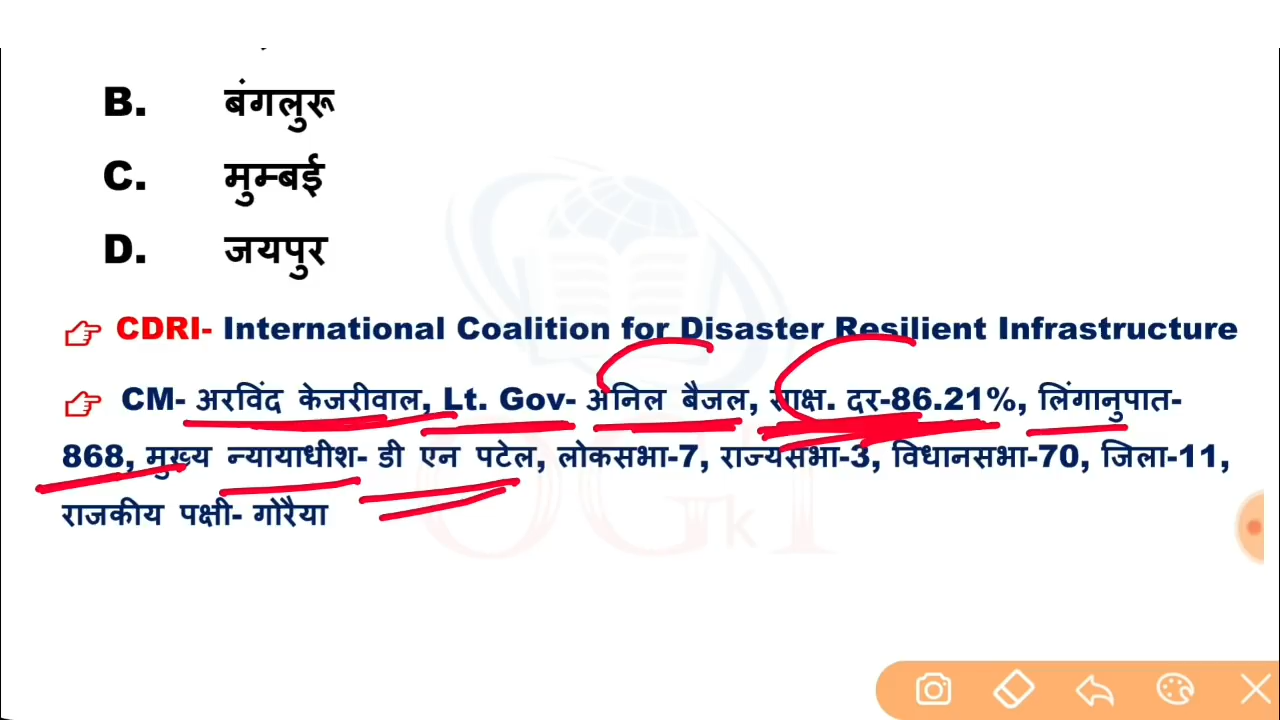 B. बंगलुरू
C. मुम्बई
D. जयपुर
CDRI- International Coalition for Disaster Resilient Infrastructure
CM- अरविंद केजरीवाल, Lt. Gov- अनिल बैजल, साक्ष. दर-86.21%, लिंगानुपात-
868, मुख्य न्यायाधीश- डी एन पटेल, लोकसभा-7, राज्यसभा-3, विधानसभा-70, जिला-11,
राजकीय पक्षी- गोरैया
OGT
k